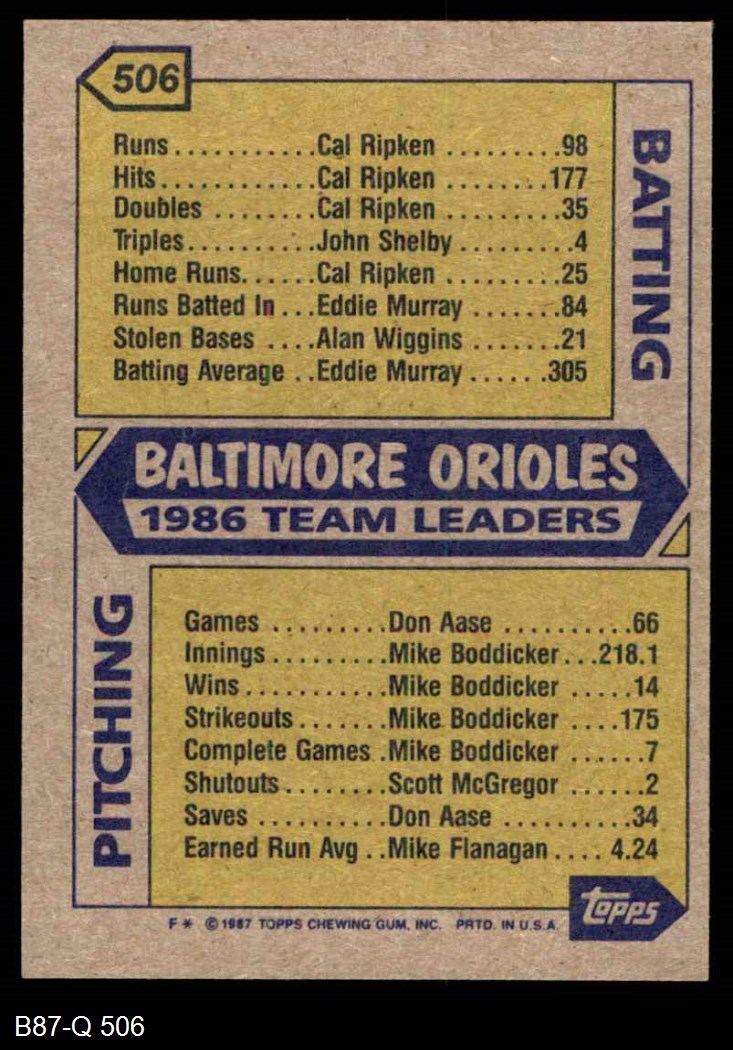 506
Runs...........Cal Ripken .........98
Hits............Cal Ripken ........177
Doubles ........Cal Ripken .........35
Triples..........John Shelby .........4
Home Runs......Cal Ripken .........25
Runs Batted In ...Eddie Murray .......84
Stolen Bases ....Alan Wiggins .......21
Batting Average ..Eddie Murray ......305
BATTING
BALTIMORE ORIOLES
1986 TEAM LEADERS
PITCHING
Games .........Don Aase ..........66
Innings.........Mike Boddicker...218.1
Wins...........Mike Boddicker .....14
Strikeouts.......Mike Boddicker ....175
Complete Games .Mike Boddicker ......7
Shutouts........Scott McGregor ......2
Saves ..........Don Aase ..........34
Earned Run Avg ..Mike Flanagan.... 4.24
Topps
F* © 1987 TOPPS CHEWING GUM, INC. PRTD. IN U.S.A.
B87-Q 506